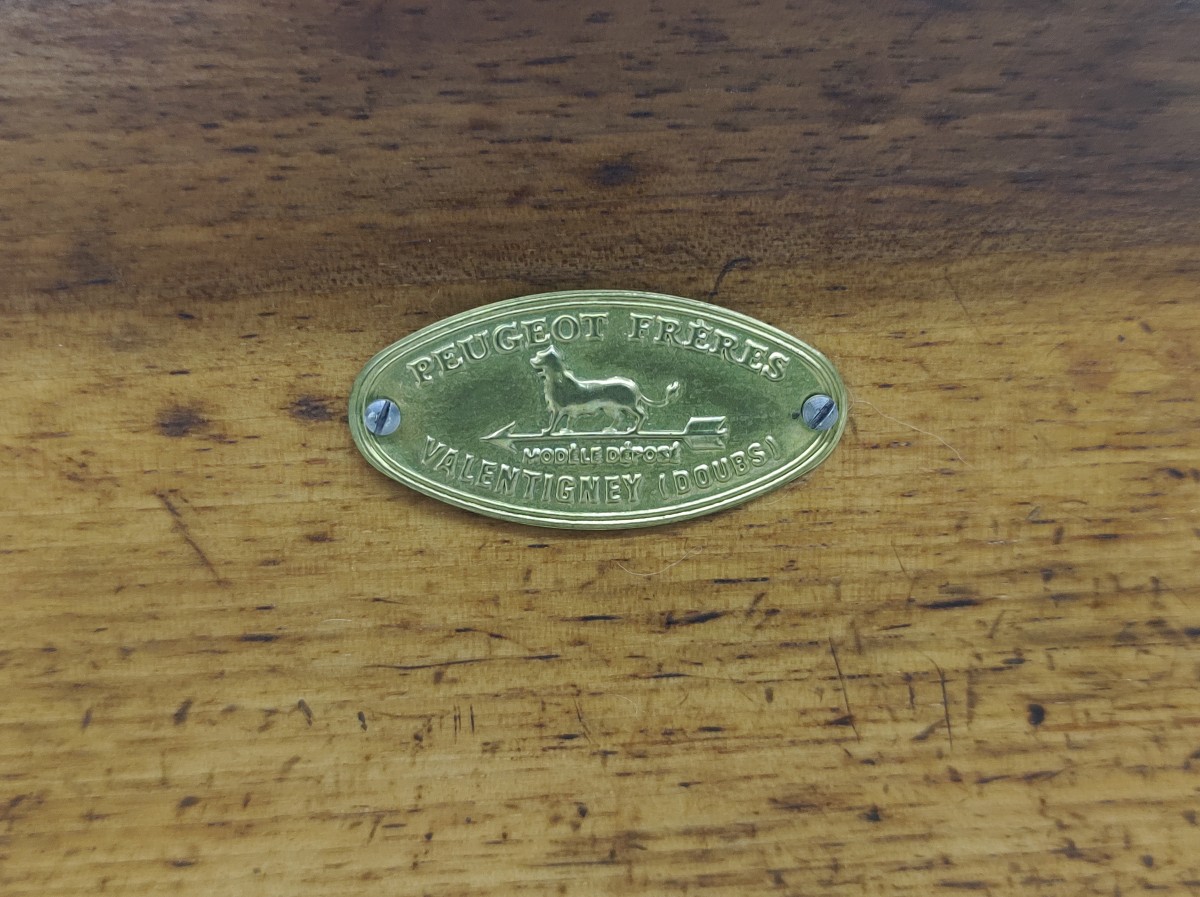 PEUGEOT FRÈRES
MODÈLE DÉPOSÉ
VALENTIGNEY (DOUBS)